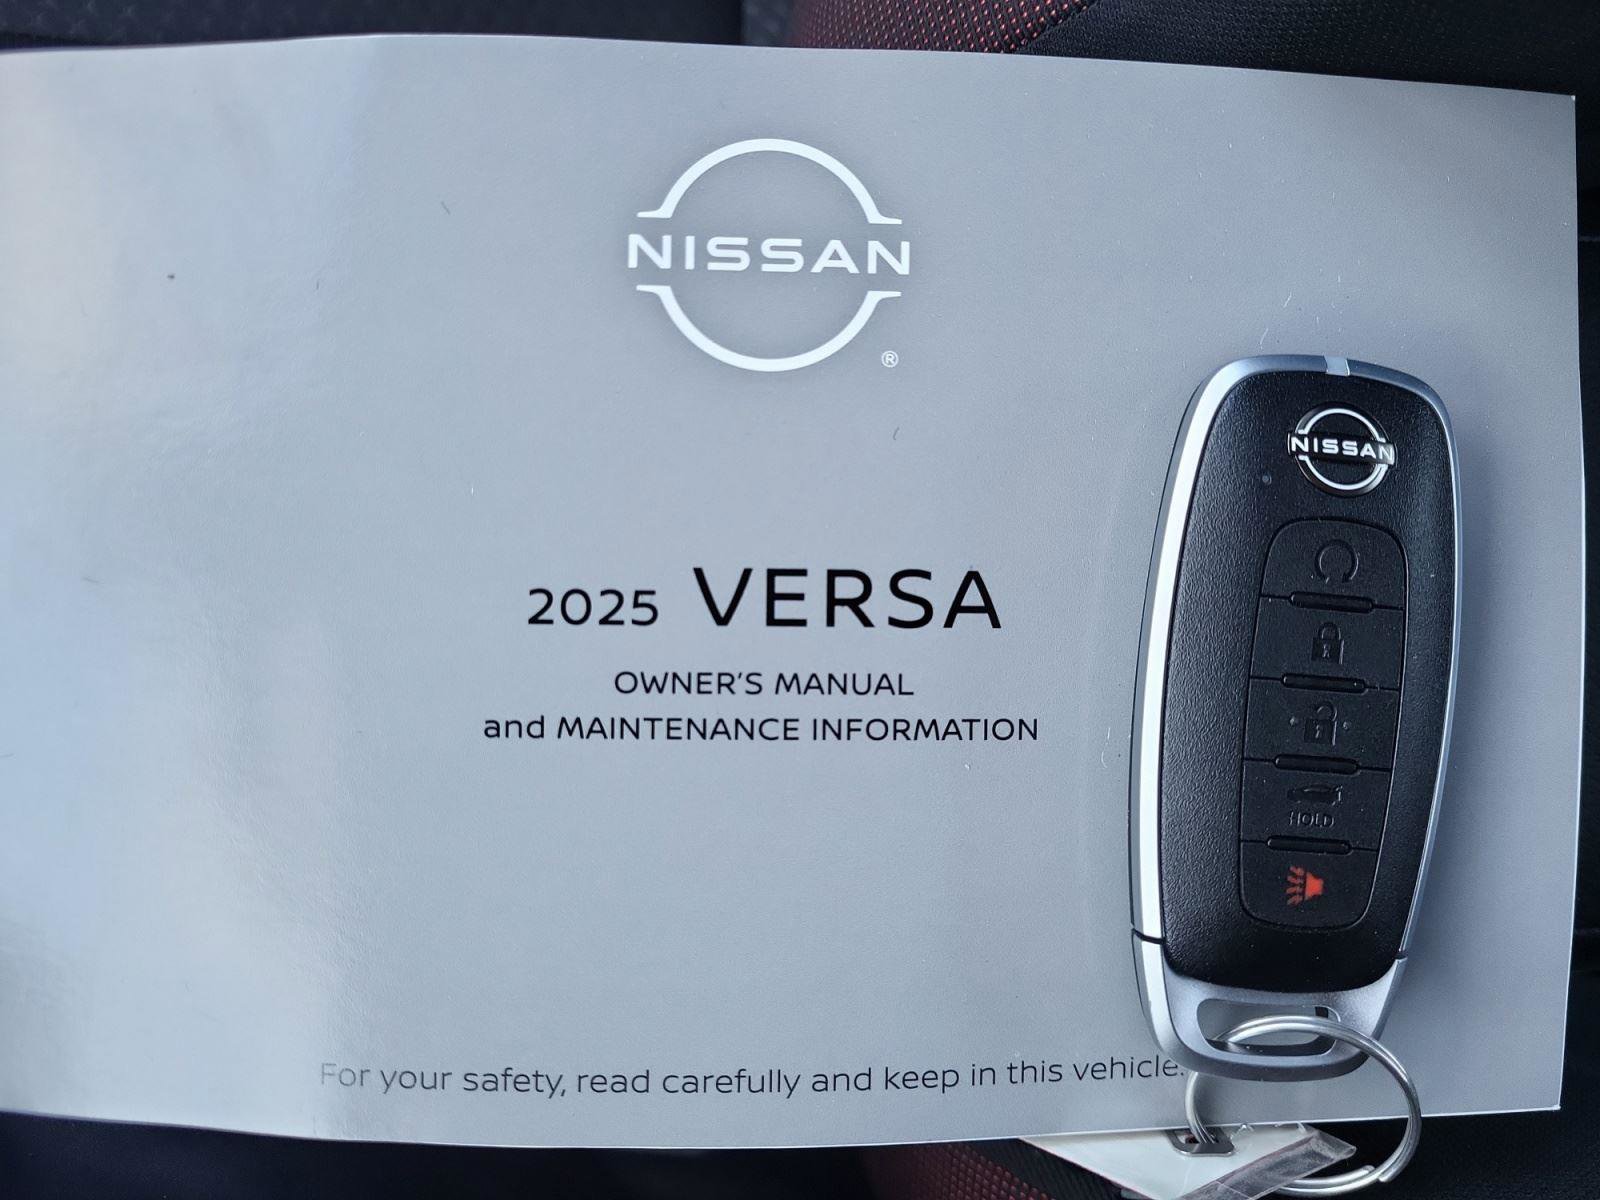 NISSAN
®
2025 VERSA
OWNER'S MANUAL
and MAINTENANCE INFORMATION
For your safety, read carefully and keep in this vehicle.
NISSAN
HOLD